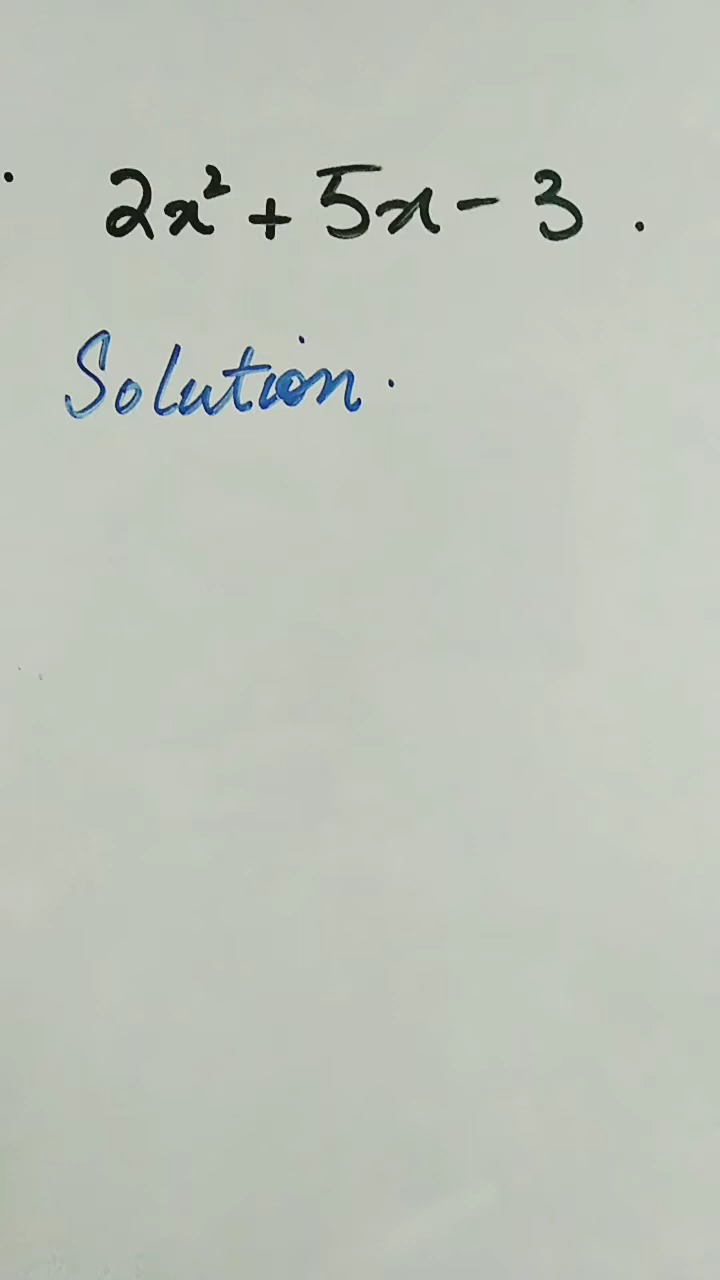 . 2x² + 5x - 3 .
Solution.